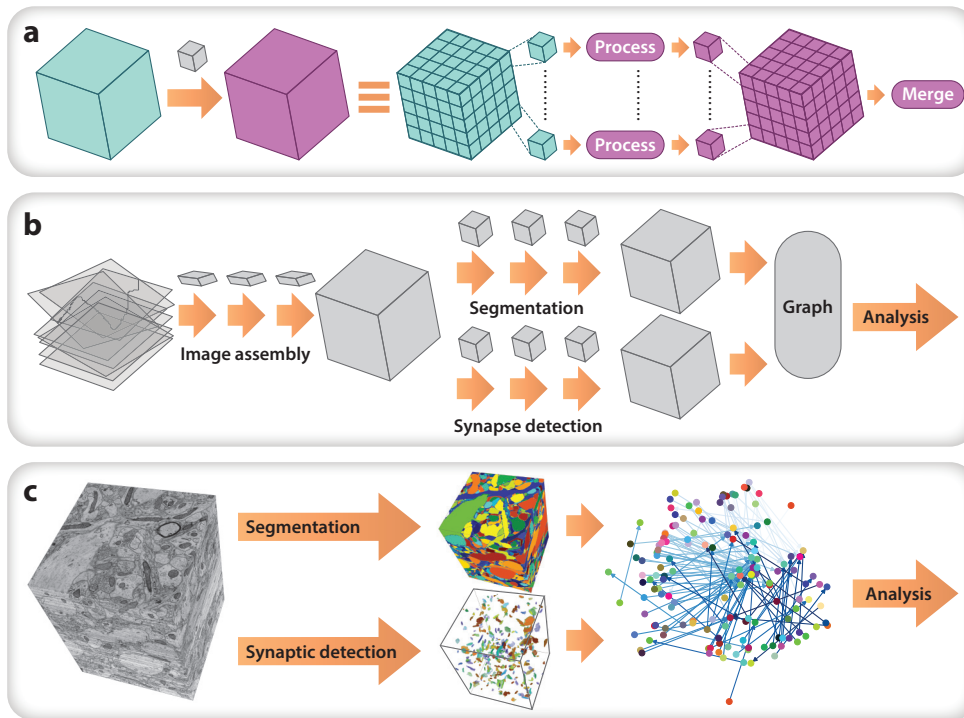 a
Process
Process
Merge
b
Image assembly
Segmentation
Synapse detection
Graph
Analysis
c
Segmentation
Synaptic detection
Analysis